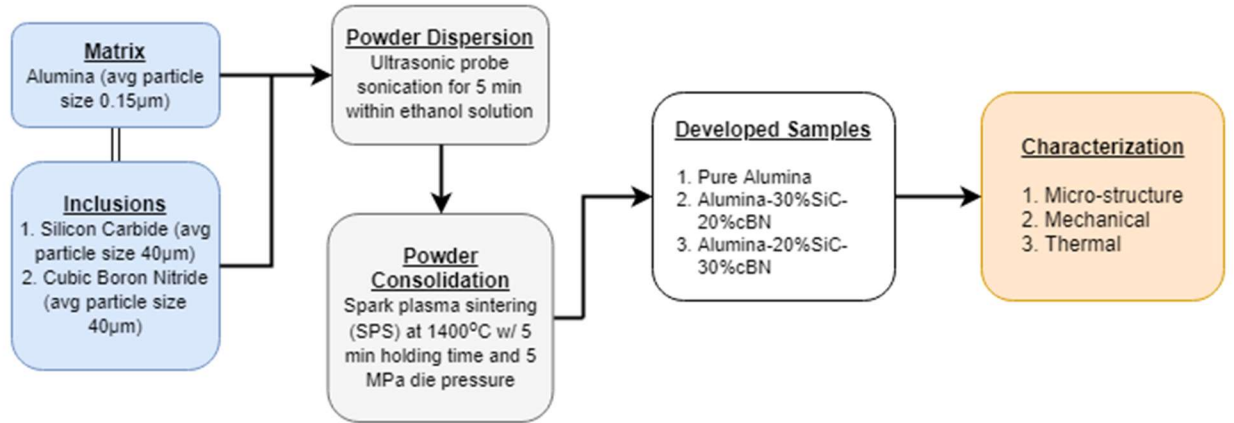 Matrix
Alumina (avg particle
size 0.15µm)
Inclusions
1. Silicon Carbide (avg
particle size 40µm)
2. Cubic Boron Nitride
(avg particle size
40µm)
Powder Dispersion
Ultrasonic probe
sonication for 5 min
within ethanol solution
Powder
Consolidation
Spark plasma sintering
(SPS) at 1400⁰C w/ 5
min holding time and 5
MPa die pressure
Developed Samples
1. Pure Alumina
2. Alumina-30%SiC-
20%cBN
3. Alumina-20%SiC-
30%cBN
Characterization
1. Micro-structure
2. Mechanical
3. Thermal